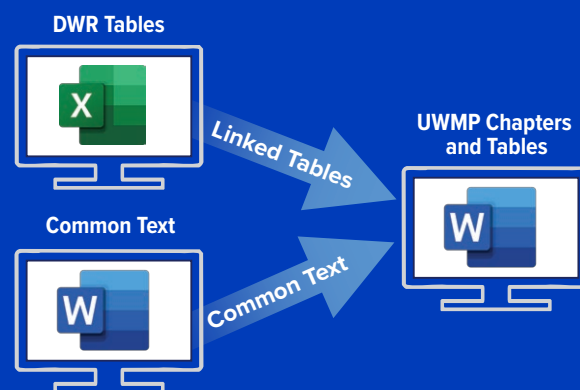 DWR Tables
X
Linked Tables
UWMP Chapters
and Tables
W
Common Text
W
Common Text